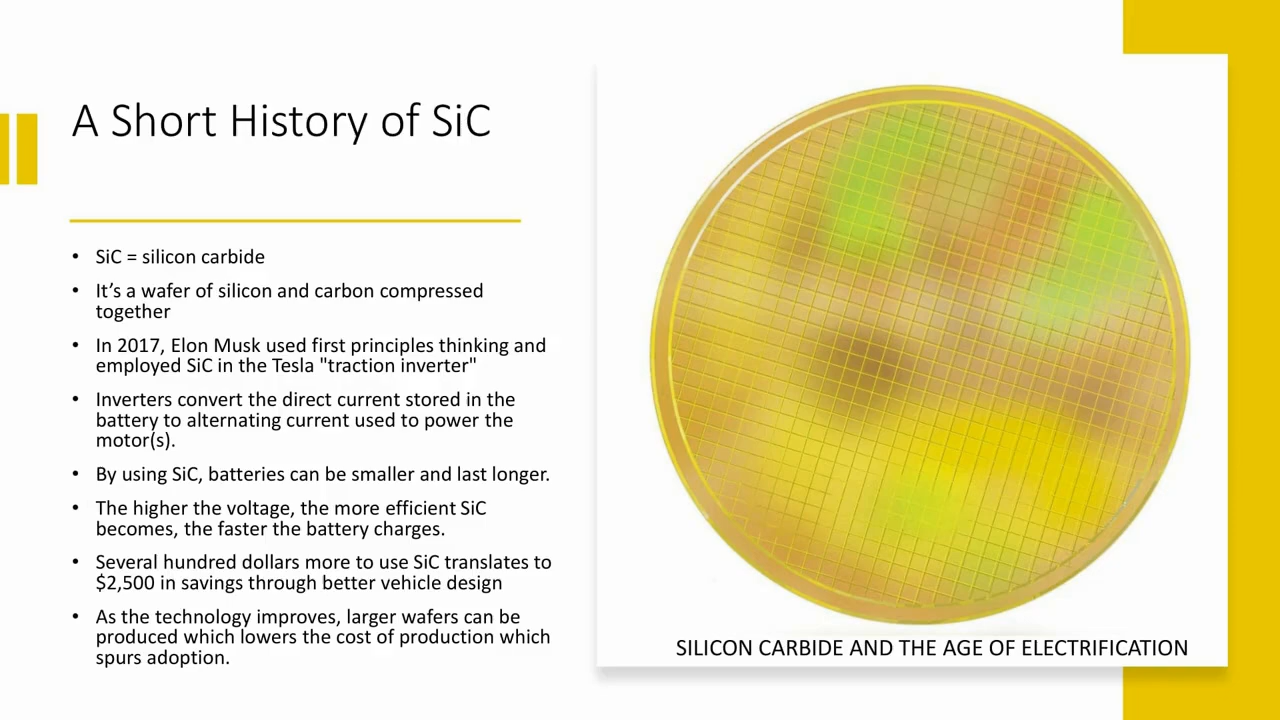 A Short History of SiC
• SiC = silicon carbide
• It’s a wafer of silicon and carbon compressed
together
• In 2017, Elon Musk used first principles thinking and
employed SiC in the Tesla "traction inverter"
• Inverters convert the direct current stored in the
battery to alternating current used to power the
motor(s).
• By using SiC, batteries can be smaller and last longer.
• The higher the voltage, the more efficient SiC
becomes, the faster the battery charges.
• Several hundred dollars more to use SiC translates to
$2,500 in savings through better vehicle design
• As the technology improves, larger wafers can be
produced which lowers the cost of production which
spurs adoption.
SILICON CARBIDE AND THE AGE OF ELECTRIFICATION